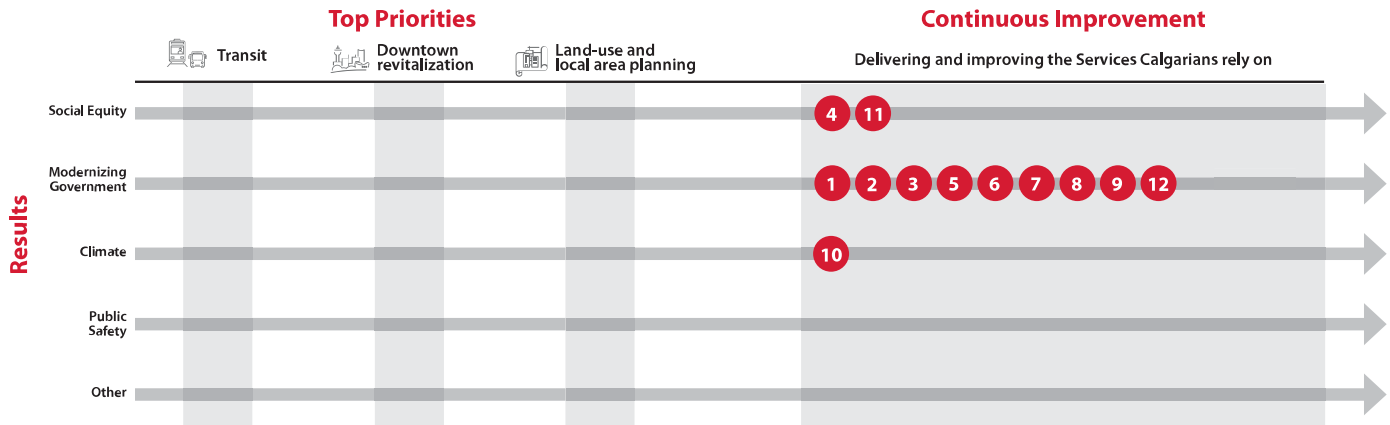 Top Priorities
Continuous Improvement
Transit
Downtown
revitalization
Land-use and
local area planning
Delivering and improving the Services Calgarians rely on
Results
Social Equity
4 11
Modernizing
Government
1 2 3 5 6 7 8 9 12
Climate
10
Public
Safety
Other